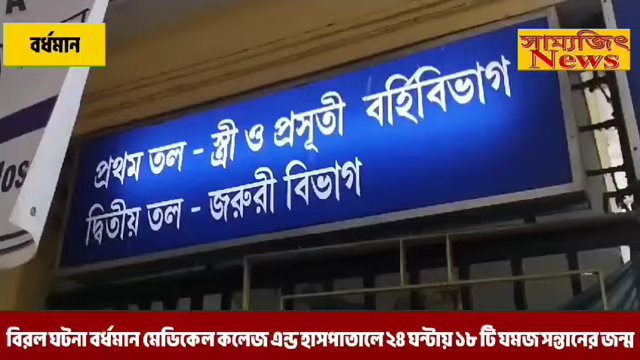 বর্ধমান
সাম্যজিৎ
News
প্রথম তল - স্ত্রী ও প্রসূতী বর্হিবিভাগ
দ্বিতীয় তল - জরুরী বিভাগ
বিরল ঘটনা বর্ধমান মেডিকেল কলেজ এন্ড হাসপাতালে ২৪ ঘন্টায় ১৮ টি যমজ সন্তানের জন্ম